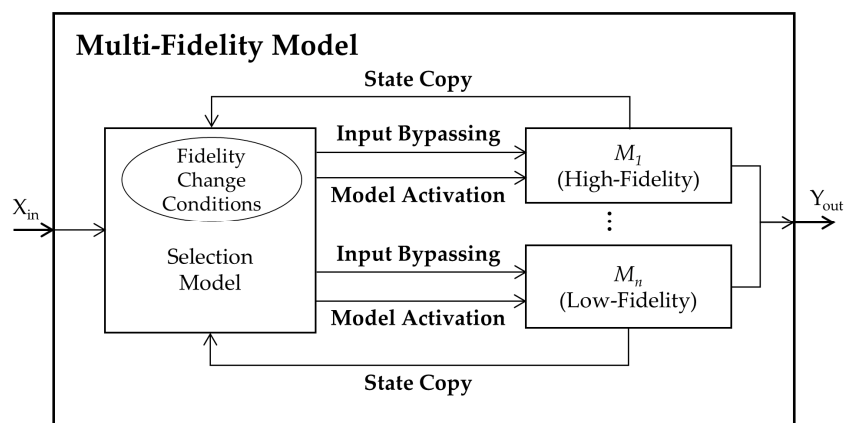 Multi-Fidelity Model
State Copy
Input Bypassing
Model Activation
Fidelity
Change
Conditions
Selection
Model
M1
(High-Fidelity)
⋮
Input Bypassing
Model Activation
Mn
(Low-Fidelity)
State Copy
Xin
Yout